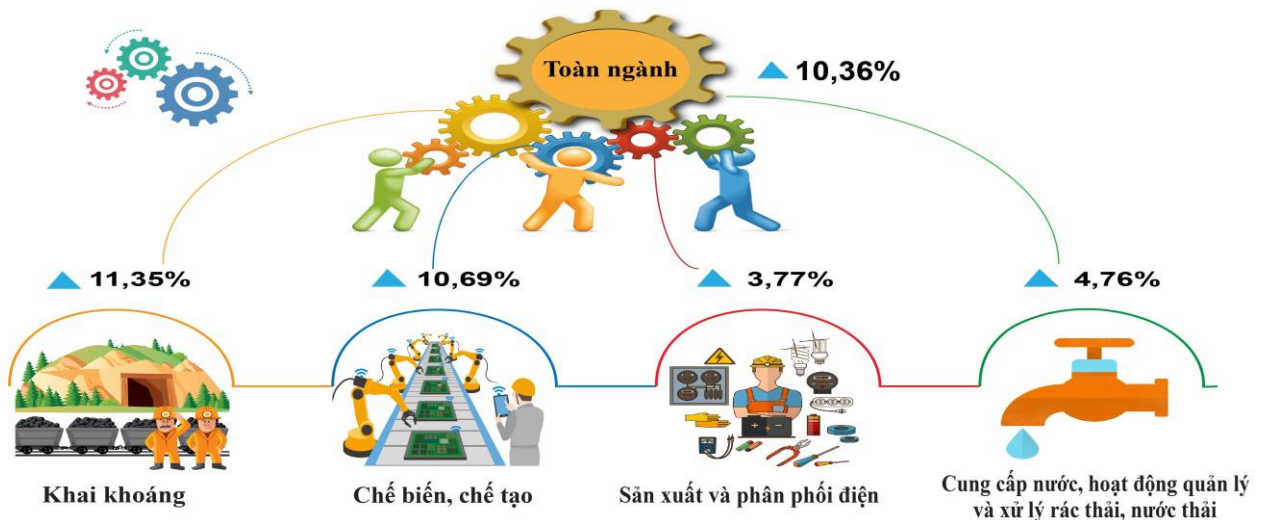 Toàn ngành
10,36%
11,35%
10,69%
3,77%
4,76%
Khai khoáng
Chế biến, chế tạo
Sản xuất và phân phối điện
Cung cấp nước, hoạt động quản lý
và xử lý rác thải, nước thải